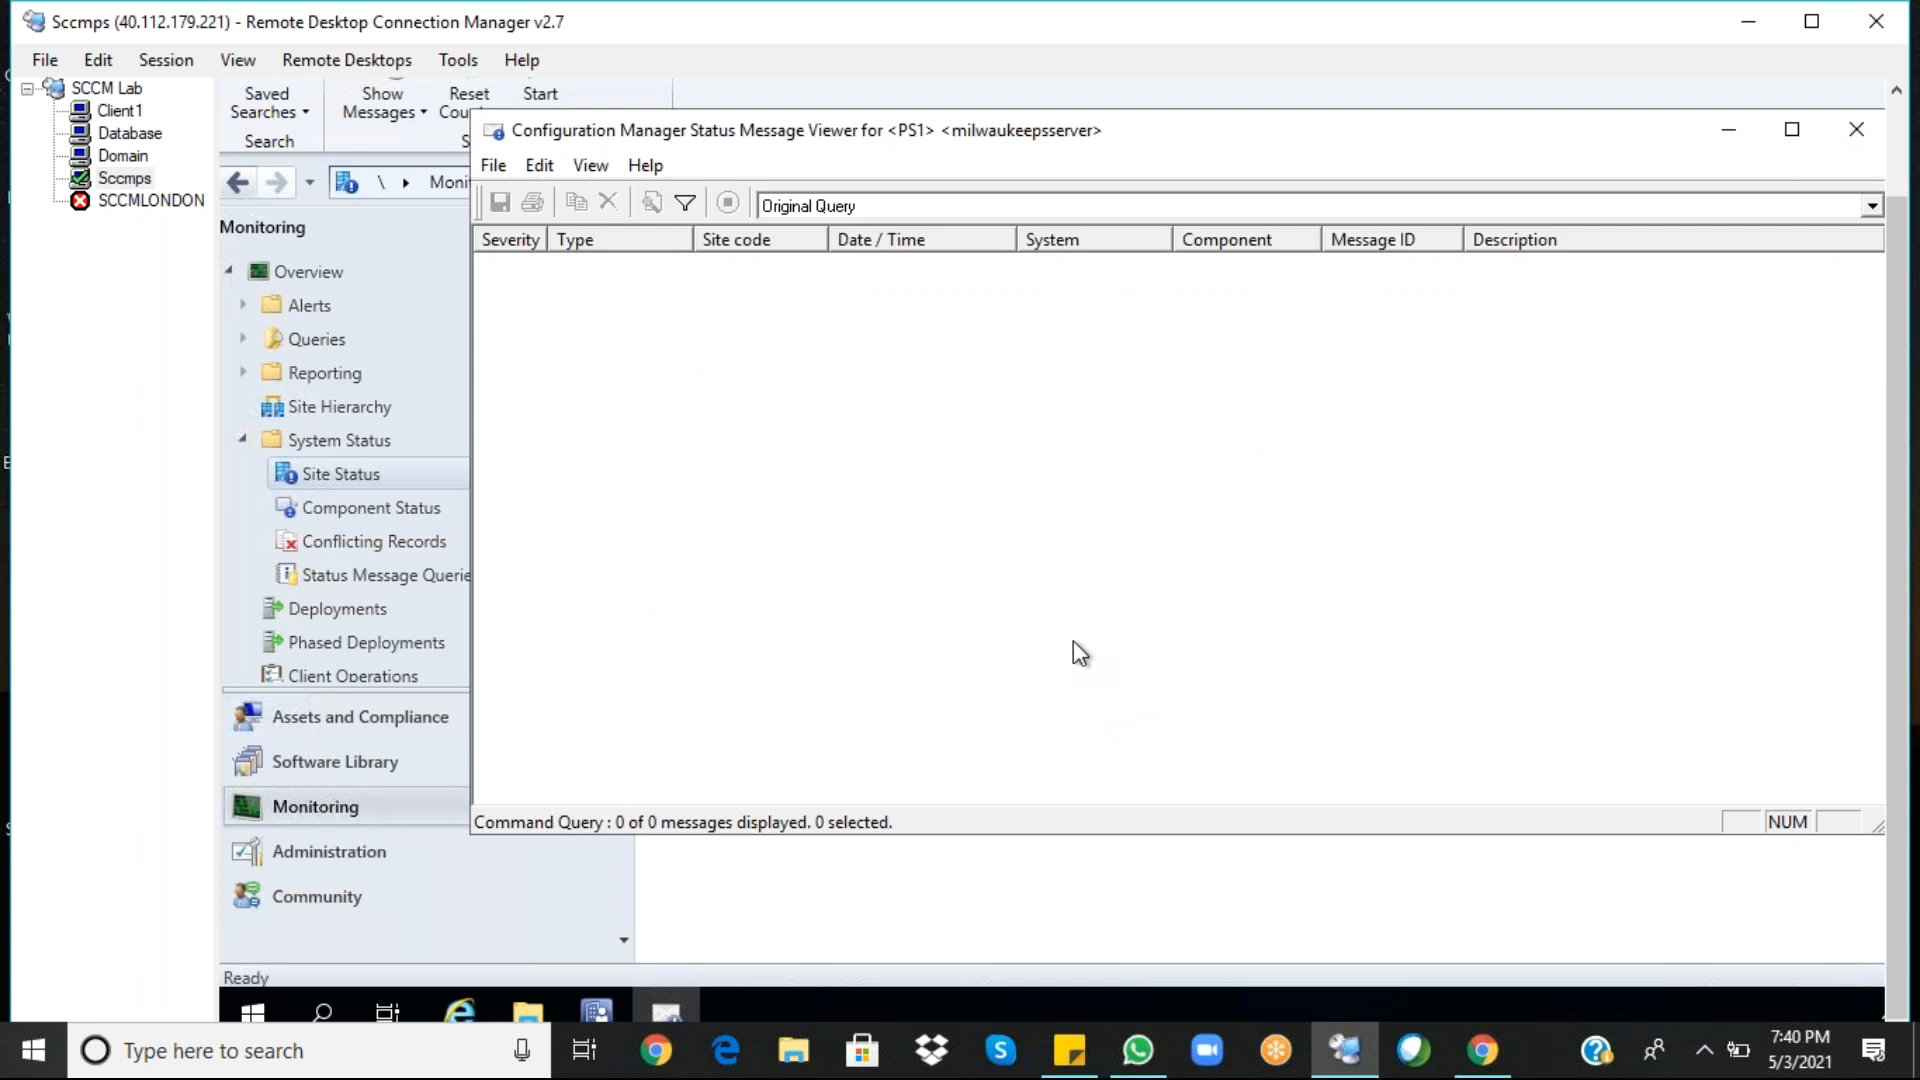 Sccmps (40.112.179.221) - Remote Desktop Connection Manager v2.7
File Edit Session View Remote Desktops Tools Help
SCCM Lab
Client1
Database
Domain
Sccmps
SCCMLONDON
Saved Searches
Search
Show Messages
Reset
Start
Configuration Manager Status Message Viewer for <PS1> <milwaukeepsserver>
File Edit View Help
Original Query
Severity Type Site code Date / Time System Component Message ID Description
\
Monitoring
Overview
Alerts
Queries
Reporting
Site Hierarchy
System Status
Site Status
Component Status
Conflicting Records
Status Message Querie
Deployments
Phased Deployments
Client Operations
Assets and Compliance
Software Library
Monitoring
Administration
Community
Command Query : 0 of 0 messages displayed. 0 selected.
NUM
Ready
Type here to search
7:40 PM
5/3/2021